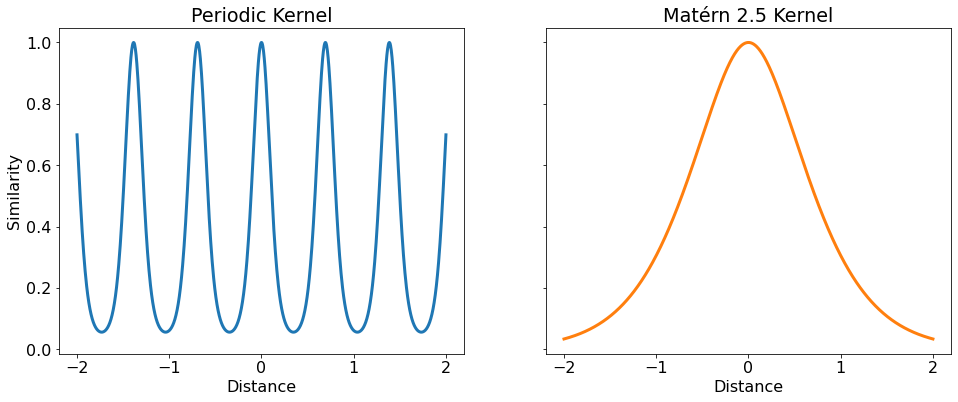 Periodic Kernel
Matérn 2.5 Kernel
1.0
0.8
0.6
0.4
0.2
0.0
Similarity
−2 −1 0 1 2
−2 −1 0 1 2
Distance
Distance